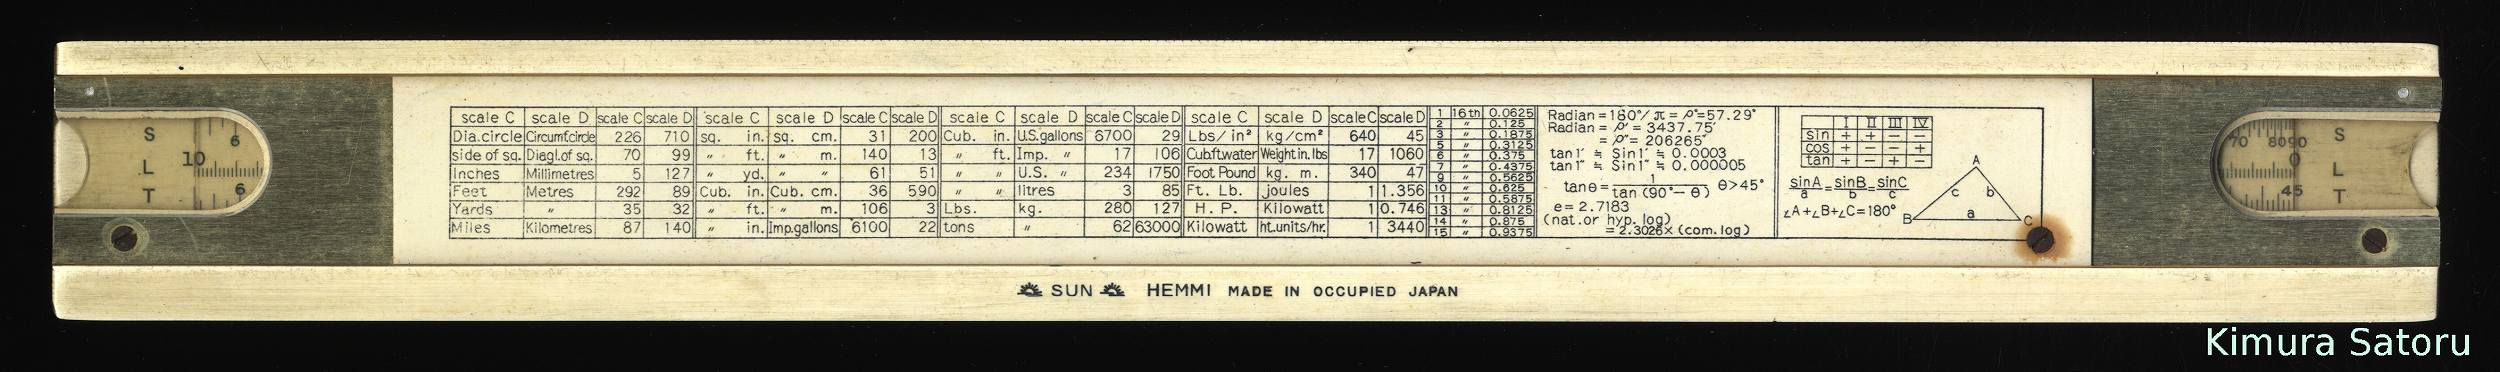 scale C scale D scale C scale D scale C scale D scale C scale D scale C scale D scale C scale D scale C scale D scale C scale D
Dia.circle Circumf.circle 226 710 sq. in. sq. cm. 31 200 Cub. in. U.S.gallons 6700 29 Lbs/in² kg/cm² 640 45
side of sq. Diagl.of sq. 70 99 〃 ft. 〃 m. 140 13 〃 ft. Imp. 〃 17 106 Cub.ft.water Weight in.lbs 17 1060
Inches Millimetres 5 127 〃 yd. 〃 〃 61 51 〃 〃 U.S. 〃 234 1750 Foot Pound kg. m. 340 47
Feet Metres 292 89 Cub. in. Cub. cm. 36 590 〃 〃 litres 3 85 Ft. Lb. joules 1 1.356
Yards 〃 35 32 〃 ft. 〃 m. 106 3 Lbs. kg. 280 127 H. P. Kilowatt 1 0.746
Miles Kilometres 87 140 〃 in. Imp.gallons 6100 22 tons 〃 62 63000 Kilowatt ht.units/hr. 1 3440
1 16th 0.0625
2 〃 0.125
3 〃 0.1875
5 〃 0.3125
6 〃 0.375
7 〃 0.4375
9 〃 0.5625
10 〃 0.625
11 〃 0.5875
13 〃 0.8125
14 〃 0.875
15 〃 0.9375
Radian=180°/π=ρ°=57.29°
Radian=ρ′=3437.75′
=ρ″=206265″
tan1′≒Sin1′≒0.0003
tan1″≒Sin1″≒0.000005
tanθ=1/tan(90°−θ) θ>45°
e=2.7183
(nat.or hyp.log)
=2.3026×(com.log)
I II III IV
sin + + − −
cos + − − +
tan + − + −
sinA/a=sinB/b=sinC/c
∠A+∠B+∠C=180°
A
c b
B a C
S 6
L 10
T 6
70 80 90 S
0 L
45 T
SUN HEMMI MADE IN OCCUPIED JAPAN
Kimura Satoru